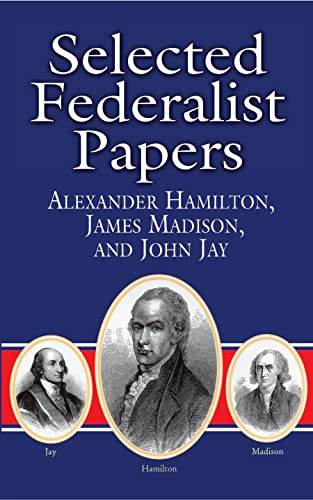 Selected
Federalist
Papers
Alexander Hamilton,
James Madison,
and John Jay
Jay
Hamilton
Madison